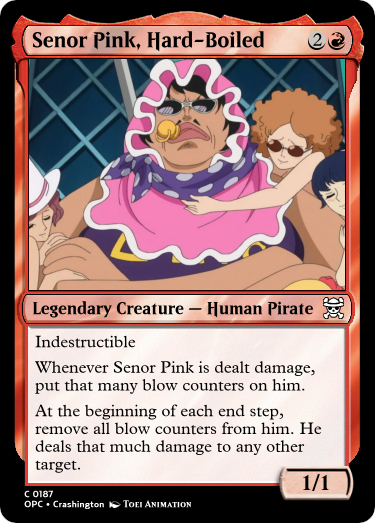 Senor Pink, Hard-Boiled 2
Legendary Creature — Human Pirate
Indestructible
Whenever Senor Pink is dealt damage,
put that many blow counters on him.
At the beginning of each end step,
remove all blow counters from him. He
deals that much damage to any other
target.
1/1
C 0187
OPC • Crashington TOEI ANIMATION